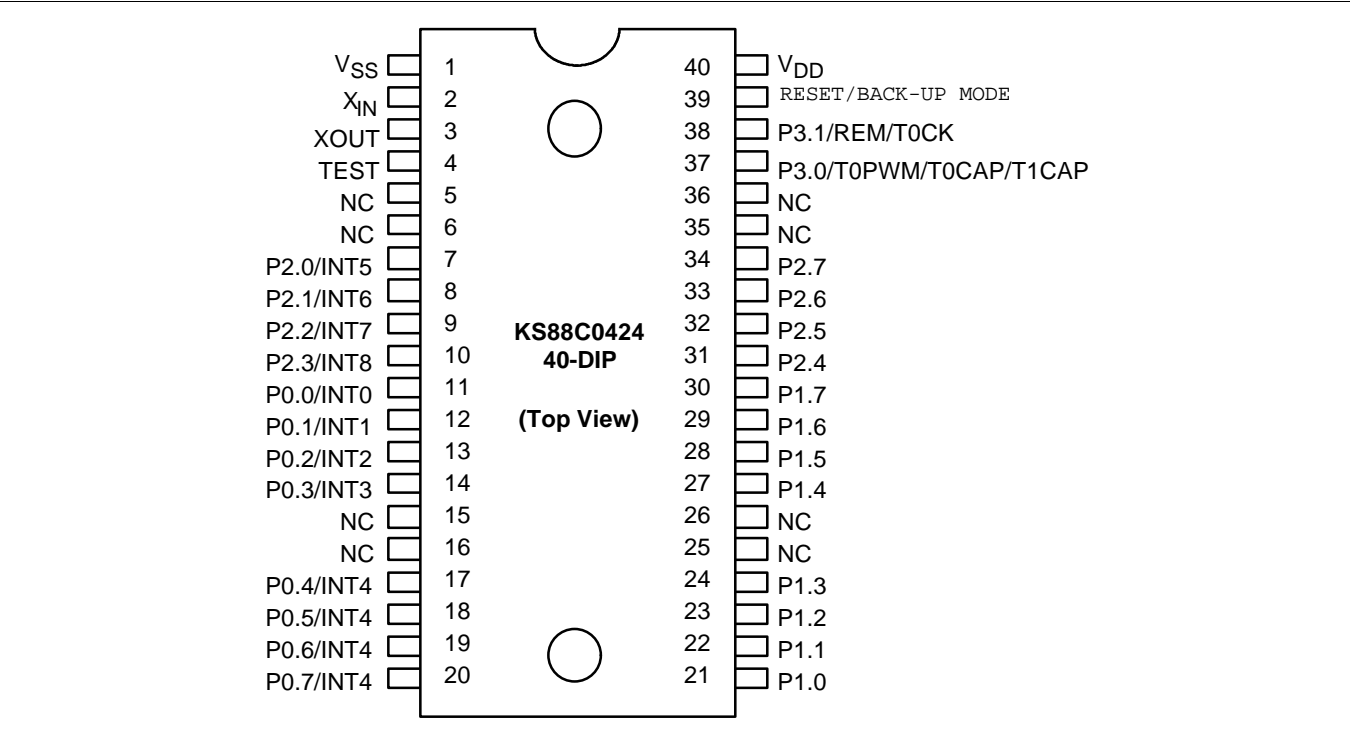 VSS 1 40 VDD
XIN 2 39 RESET/BACK-UP MODE
XOUT 3 38 P3.1/REM/T0CK
TEST 4 37 P3.0/T0PWM/T0CAP/T1CAP
NC 5 36 NC
NC 6 35 NC
P2.0/INT5 7 34 P2.7
P2.1/INT6 8 33 P2.6
P2.2/INT7 9 KS88C0424 32 P2.5
P2.3/INT8 10 40-DIP 31 P2.4
P0.0/INT0 11 30 P1.7
P0.1/INT1 12 (Top View) 29 P1.6
P0.2/INT2 13 28 P1.5
P0.3/INT3 14 27 P1.4
NC 15 26 NC
NC 16 25 NC
P0.4/INT4 17 24 P1.3
P0.5/INT4 18 23 P1.2
P0.6/INT4 19 22 P1.1
P0.7/INT4 20 21 P1.0